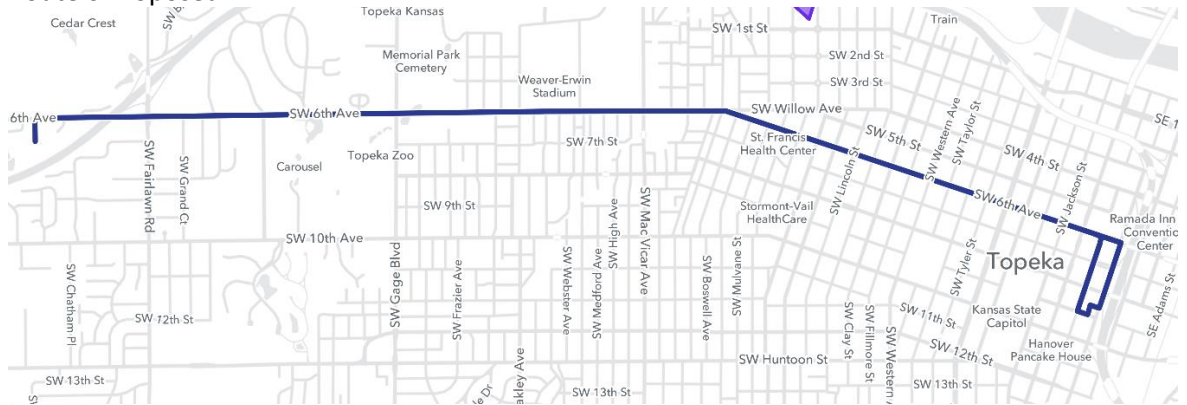 Topeka Kansas
Cedar Crest
Train
SW 1st St
SW 2nd St
Memorial Park
Cemetery
SW 3rd St
Weaver-Erwin
Stadium
6th Ave
SW 6th Ave
SW Willow Ave
SE 1
SW 5th St
SW Western Ave
SW Taylor St
SW 7th St
St. Francis
Health Center
SW 4th St
Topeka Zoo
Carousel
SW Fairlawn Rd
SW Grand Ct
SW Lincoln St
SW 6th Ave
SW Jackson St
SW 9th St
SW High Ave
SW Mac Vicar Ave
Stormont-Vail
HealthCare
Ramada Inn
Conventio
Center
SW 10th Ave
SW Gage Blvd
SW Frazier Ave
SW Webster Ave
SW Medford Ave
SW Boswell Ave
SW Mulvane St
SW Tyler St
Topeka
SE Adams St
SW Chatham Pl
SW 12th St
SW Clay St
SW Fillmore St
SW Western A
SW 11th St
Kansas State
Capitol
SW 12th St
Hanover
Pancake House
SW Huntoon St
SW 13th St
akley Ave
le Dr
SW 13th St
SW 13th St